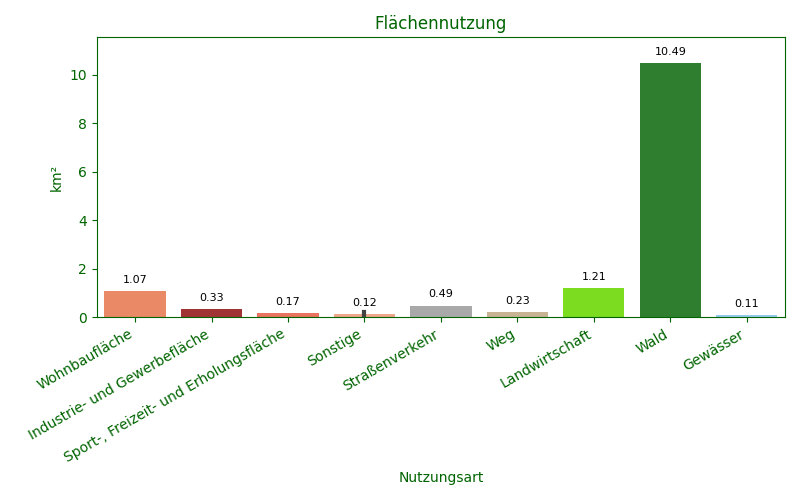 Flächennutzung
km²
10
8
6
4
2
0
1.07
0.33
0.17
0.12
0.49
0.23
1.21
10.49
0.11
Wohnbaufläche
Industrie- und Gewerbefläche
Sport-, Freizeit- und Erholungsfläche
Sonstige
Straßenverkehr
Weg
Landwirtschaft
Wald
Gewässer
Nutzungsart